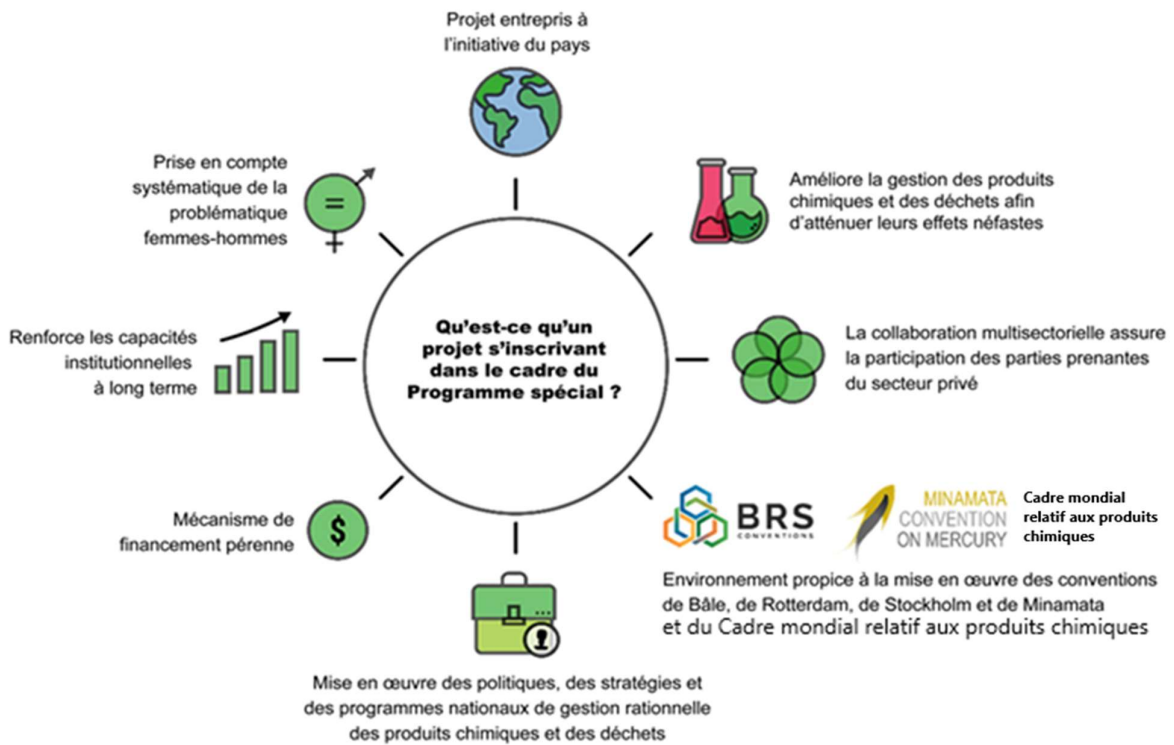 Projet entrepris à
l'initiative du pays
Améliore la gestion des produits
chimiques et des déchets afin
d'atténuer leurs effets néfastes
La collaboration multisectorielle assure
la participation des parties prenantes
du secteur privé
BRS
CONVENTIONS
MINAMATA
CONVENTION
ON MERCURY
Cadre mondial
relatif aux produits
chimiques
Environnement propice à la mise en œuvre des conventions
de Bâle, de Rotterdam, de Stockholm et de Minamata
et du Cadre mondial relatif aux produits chimiques
Mise en œuvre des politiques, des stratégies et
des programmes nationaux de gestion rationnelle
des produits chimiques et des déchets
Mécanisme de
financement pérenne
$
Renforce les capacités
institutionnelles
à long terme
Prise en compte
systématique de la
problématique
femmes-hommes
Qu'est-ce qu'un
projet s'inscrivant
dans le cadre du
Programme spécial ?